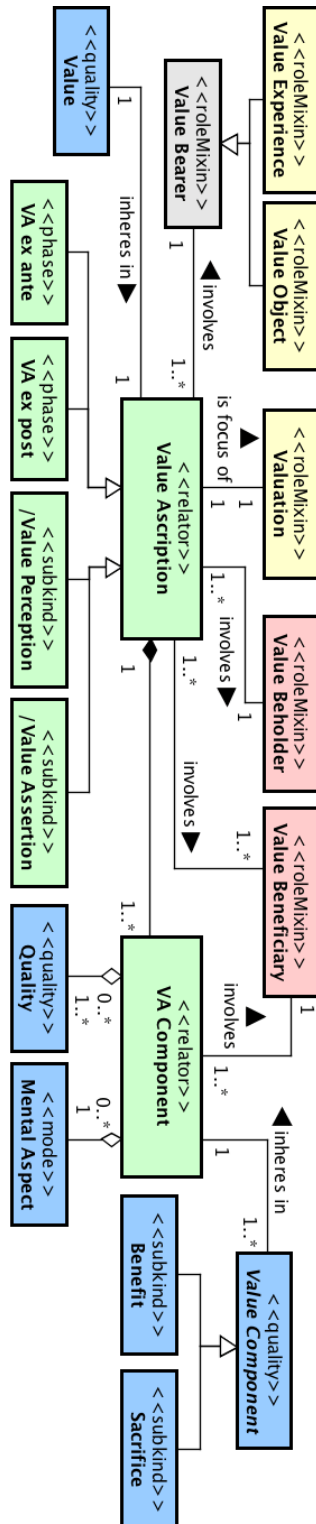 <<roleMixin>>
Value Experience
<<roleMixin>>
Value Object
<<roleMixin>>
Valuation
<<roleMixin>>
Value Beholder
<<roleMixin>>
Value Beneficiary
<<quality>>
Value Component
<<quality>>
Value
<<roleMixin>>
Value Bearer
1
▶ involves
1..*
1
is focus of
▶
1
1
involves ▶
1..*
1..*
involves ▶
1..*
1
involves
▶
1..*
1..*
inheres in
▶
1
1
inheres in ▶
1
<<relator>>
Value Ascription
1
1..*
<<relator>>
VA Component
<<subkind>>
Benefit
<<subkind>>
Sacrifice
<<phase>>
VA ex ante
<<phase>>
VA ex post
<<subkind>>
/Value Perception
<<subkind>>
/Value Assertion
0..*
1..*
<<quality>>
Quality
0..*
1
<<mode>>
Mental Aspect